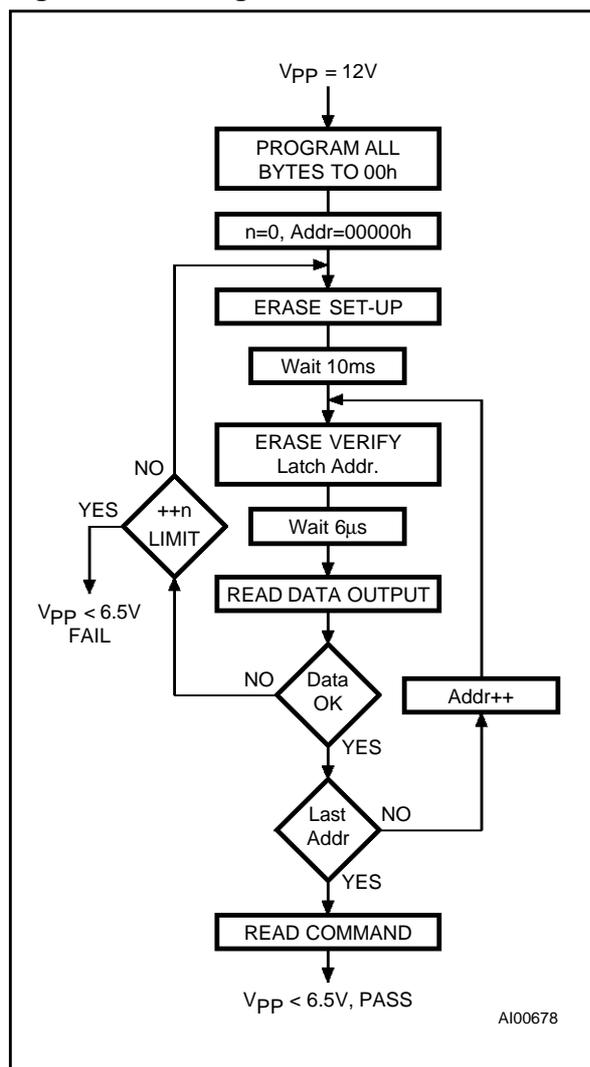 VPP = 12V
PROGRAM ALL
BYTES TO 00h
n=0, Addr=00000h
ERASE SET-UP
Wait 10ms
ERASE VERIFY
Latch Addr.
NO
YES
++n
LIMIT
Wait 6µs
VPP < 6.5V
FAIL
READ DATA OUTPUT
NO
Data
OK
YES
Addr++
Last
Addr
NO
YES
READ COMMAND
VPP < 6.5V, PASS
AI00678